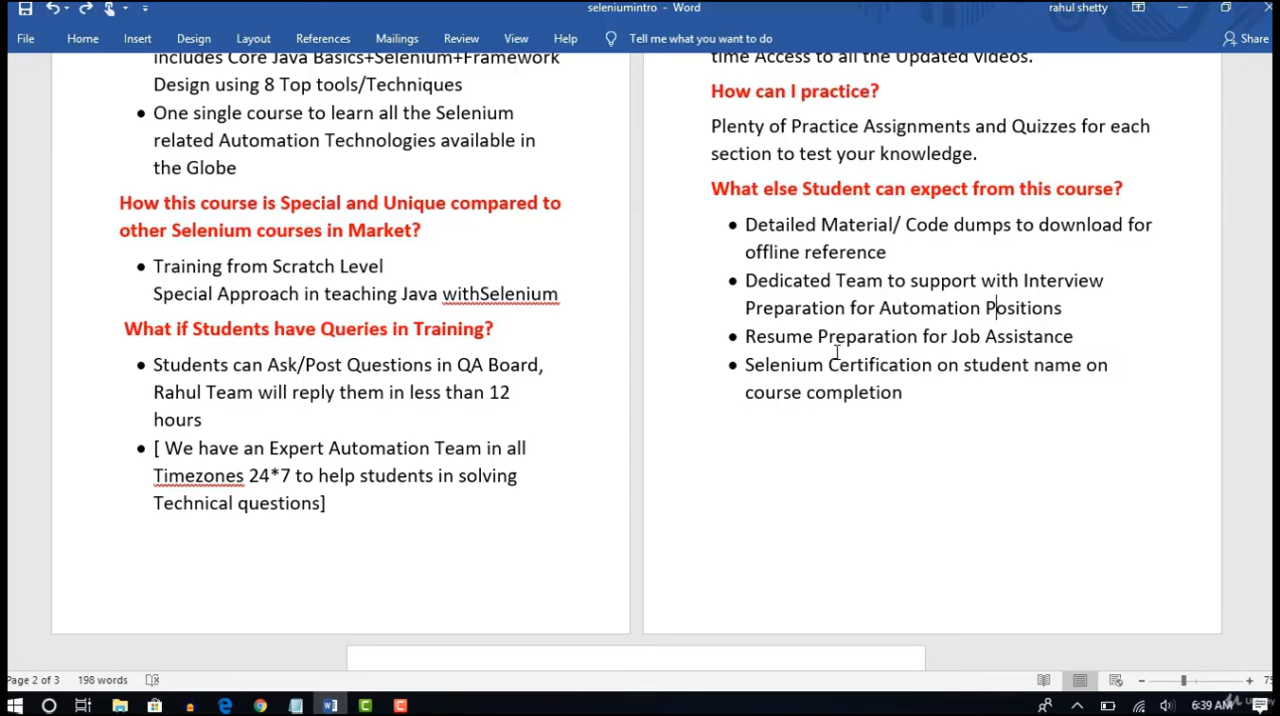 seleniumintro - Word
rahul shetty
File Home Insert Design Layout References Mailings Review View Help Tell me what you want to do Share
includes Core Java Basics+Selenium+Framework
Design using 8 Top tools/Techniques
One single course to learn all the Selenium
related Automation Technologies available in
the Globe
How this course is Special and Unique compared to
other Selenium courses in Market?
Training from Scratch Level
Special Approach in teaching Java withSelenium
What if Students have Queries in Training?
Students can Ask/Post Questions in QA Board,
Rahul Team will reply them in less than 12
hours
[ We have an Expert Automation Team in all
Timezones 24*7 to help students in solving
Technical questions]
time Access to all the Updated videos.
How can I practice?
Plenty of Practice Assignments and Quizzes for each
section to test your knowledge.
What else Student can expect from this course?
Detailed Material/ Code dumps to download for
offline reference
Dedicated Team to support with Interview
Preparation for Automation Positions
Resume Preparation for Job Assistance
Selenium Certification on student name on
course completion
Page 2 of 3 198 words
6:39 AM